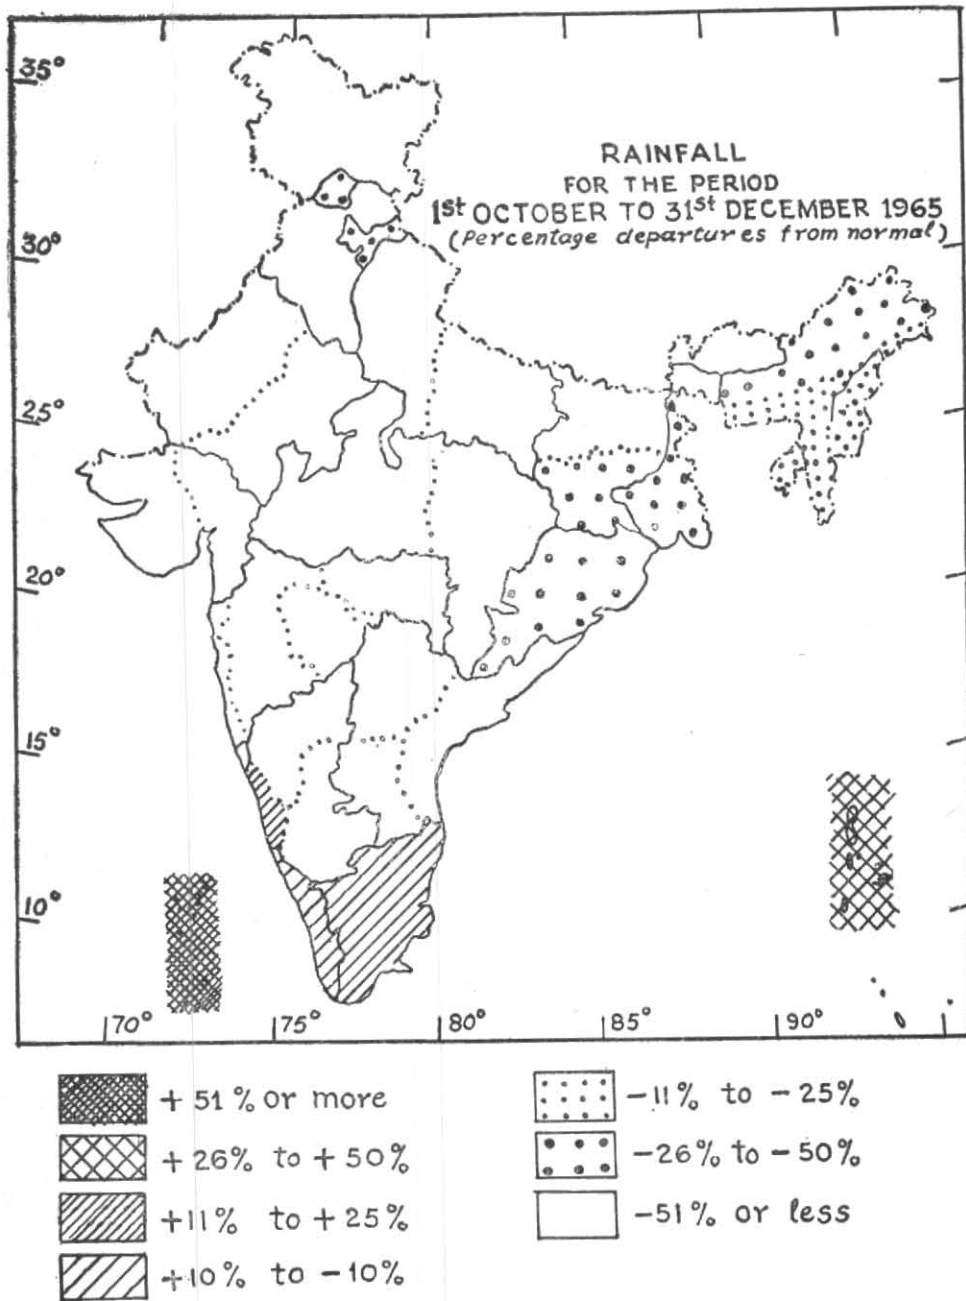 RAINFALL
FOR THE PERIOD
1st OCTOBER TO 31st DECEMBER 1965
(Percentage departures from normal)
35°
30°
25°
20°
15°
10°
70°
75°
80°
85°
90°
+51% or more
+26% to +50%
+11% to +25%
+10% to -10%
-11% to -25%
-26% to -50%
-51% or less